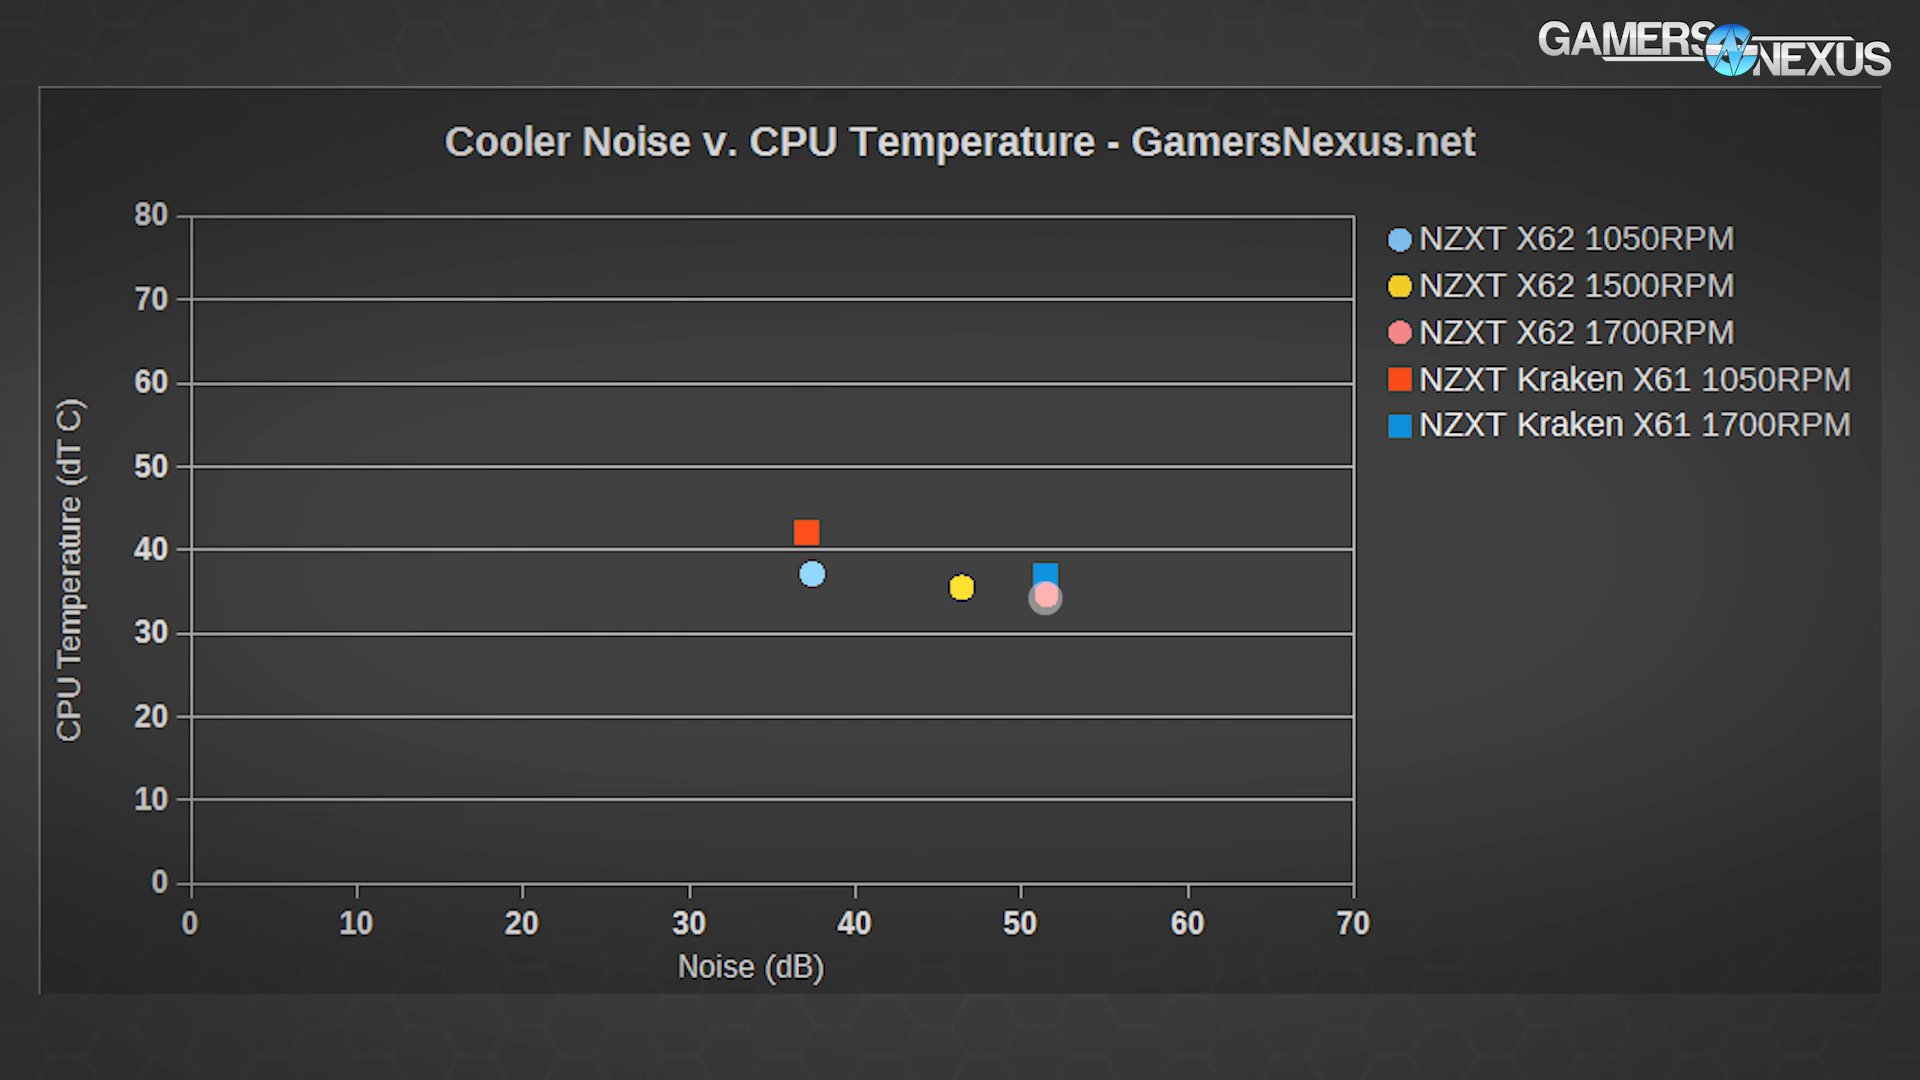 GAMERS NEXUS
Cooler Noise v. CPU Temperature - GamersNexus.net
80
70
60
50
40
30
20
10
0
CPU Temperature (dT C)
0 10 20 30 40 50 60 70
Noise (dB)
NZXT X62 1050RPM
NZXT X62 1500RPM
NZXT X62 1700RPM
NZXT Kraken X61 1050RPM
NZXT Kraken X61 1700RPM